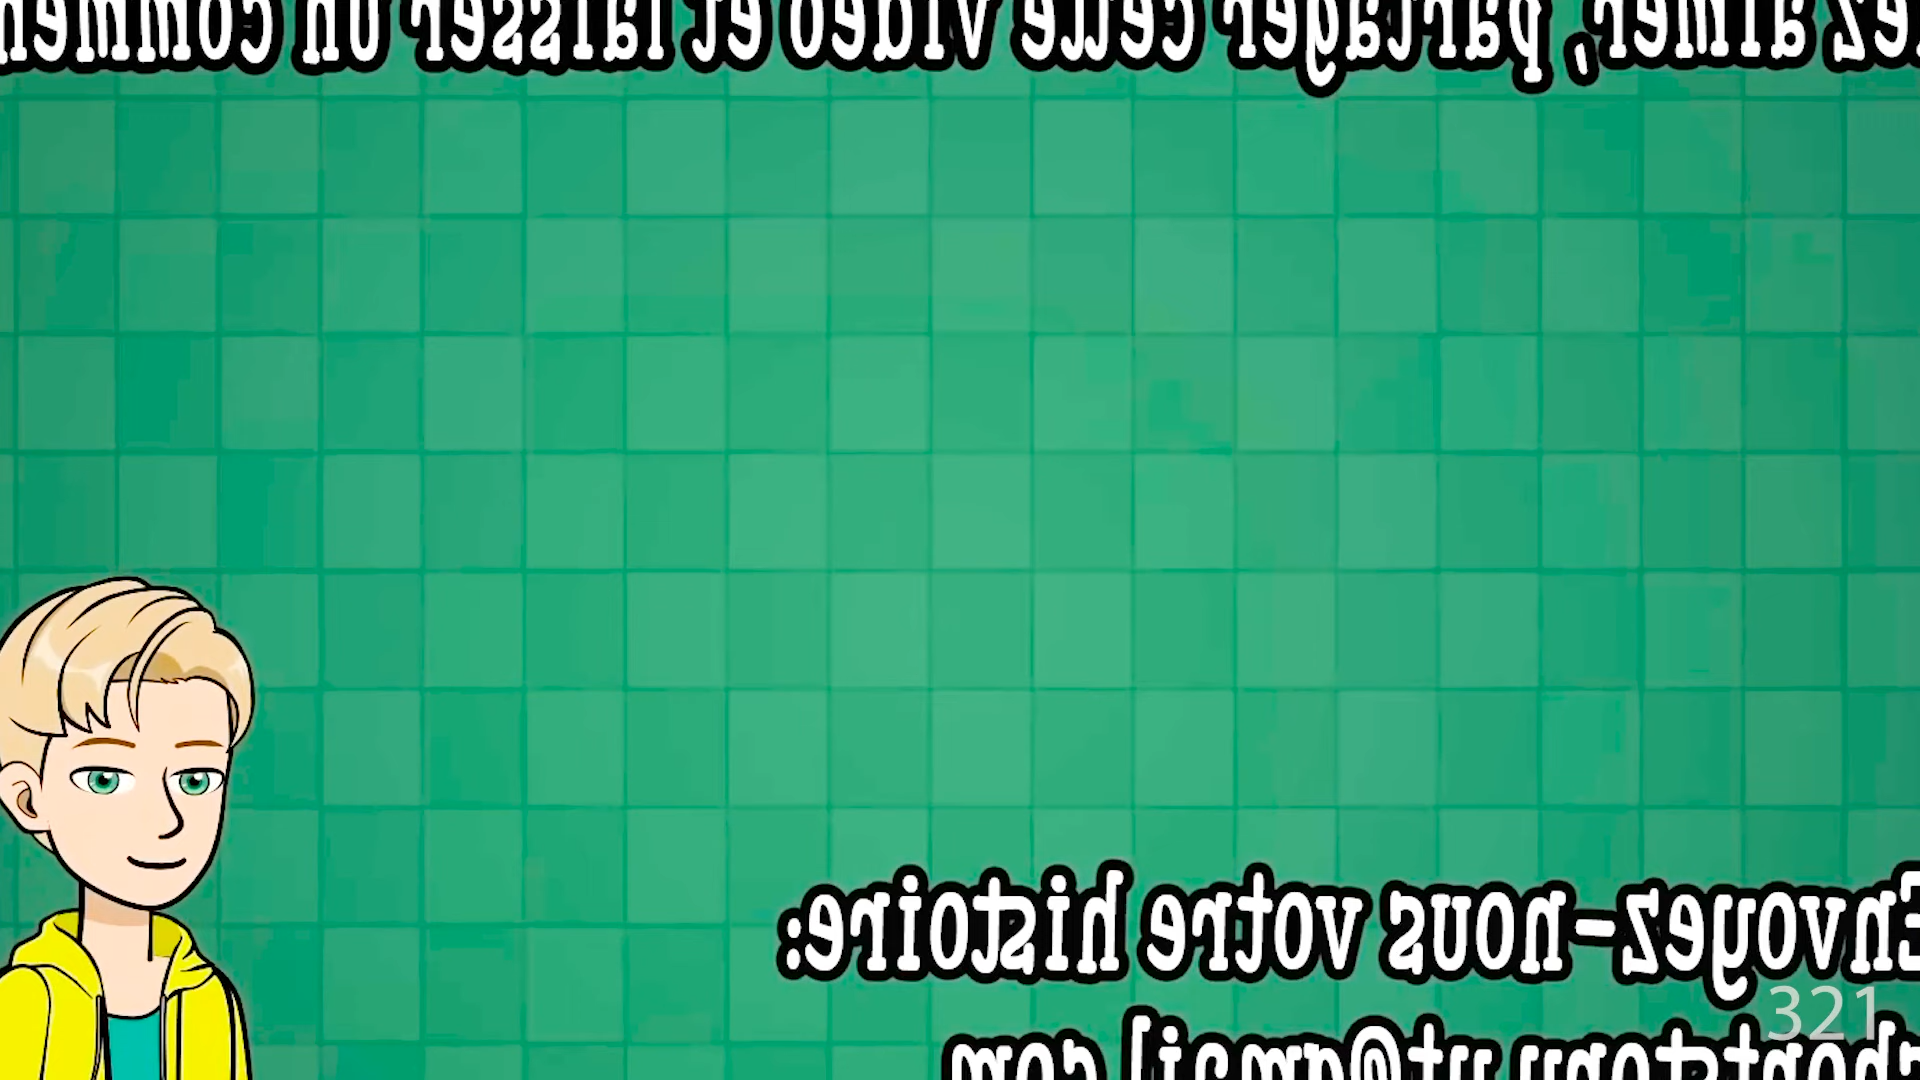 aimer, partager cette video et laisser un
Envoyez-nous votre histoire:
321